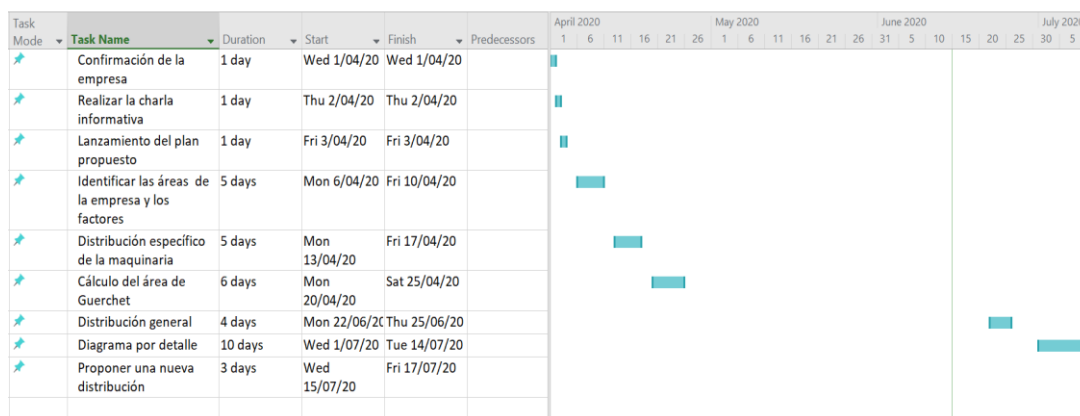 Task Mode Task Name Duration Start Finish Predecessors
April 2020 May 2020 June 2020 July 2020
1 6 11 16 21 26 1 6 11 16 21 26 31 5 10 15 20 25 30 5
Confirmación de la empresa 1 day Wed 1/04/20 Wed 1/04/20
Realizar la charla informativa 1 day Thu 2/04/20 Thu 2/04/20
Lanzamiento del plan propuesto 1 day Fri 3/04/20 Fri 3/04/20
Identificar las áreas de la empresa y los factores 5 days Mon 6/04/20 Fri 10/04/20
Distribución específico de la maquinaria 5 days Mon 13/04/20 Fri 17/04/20
Cálculo del área de Guerchet 6 days Mon 20/04/20 Sat 25/04/20
Distribución general 4 days Mon 22/06/20 Thu 25/06/20
Diagrama por detalle 10 days Wed 1/07/20 Tue 14/07/20
Proponer una nueva distribución 3 days Wed 15/07/20 Fri 17/07/20